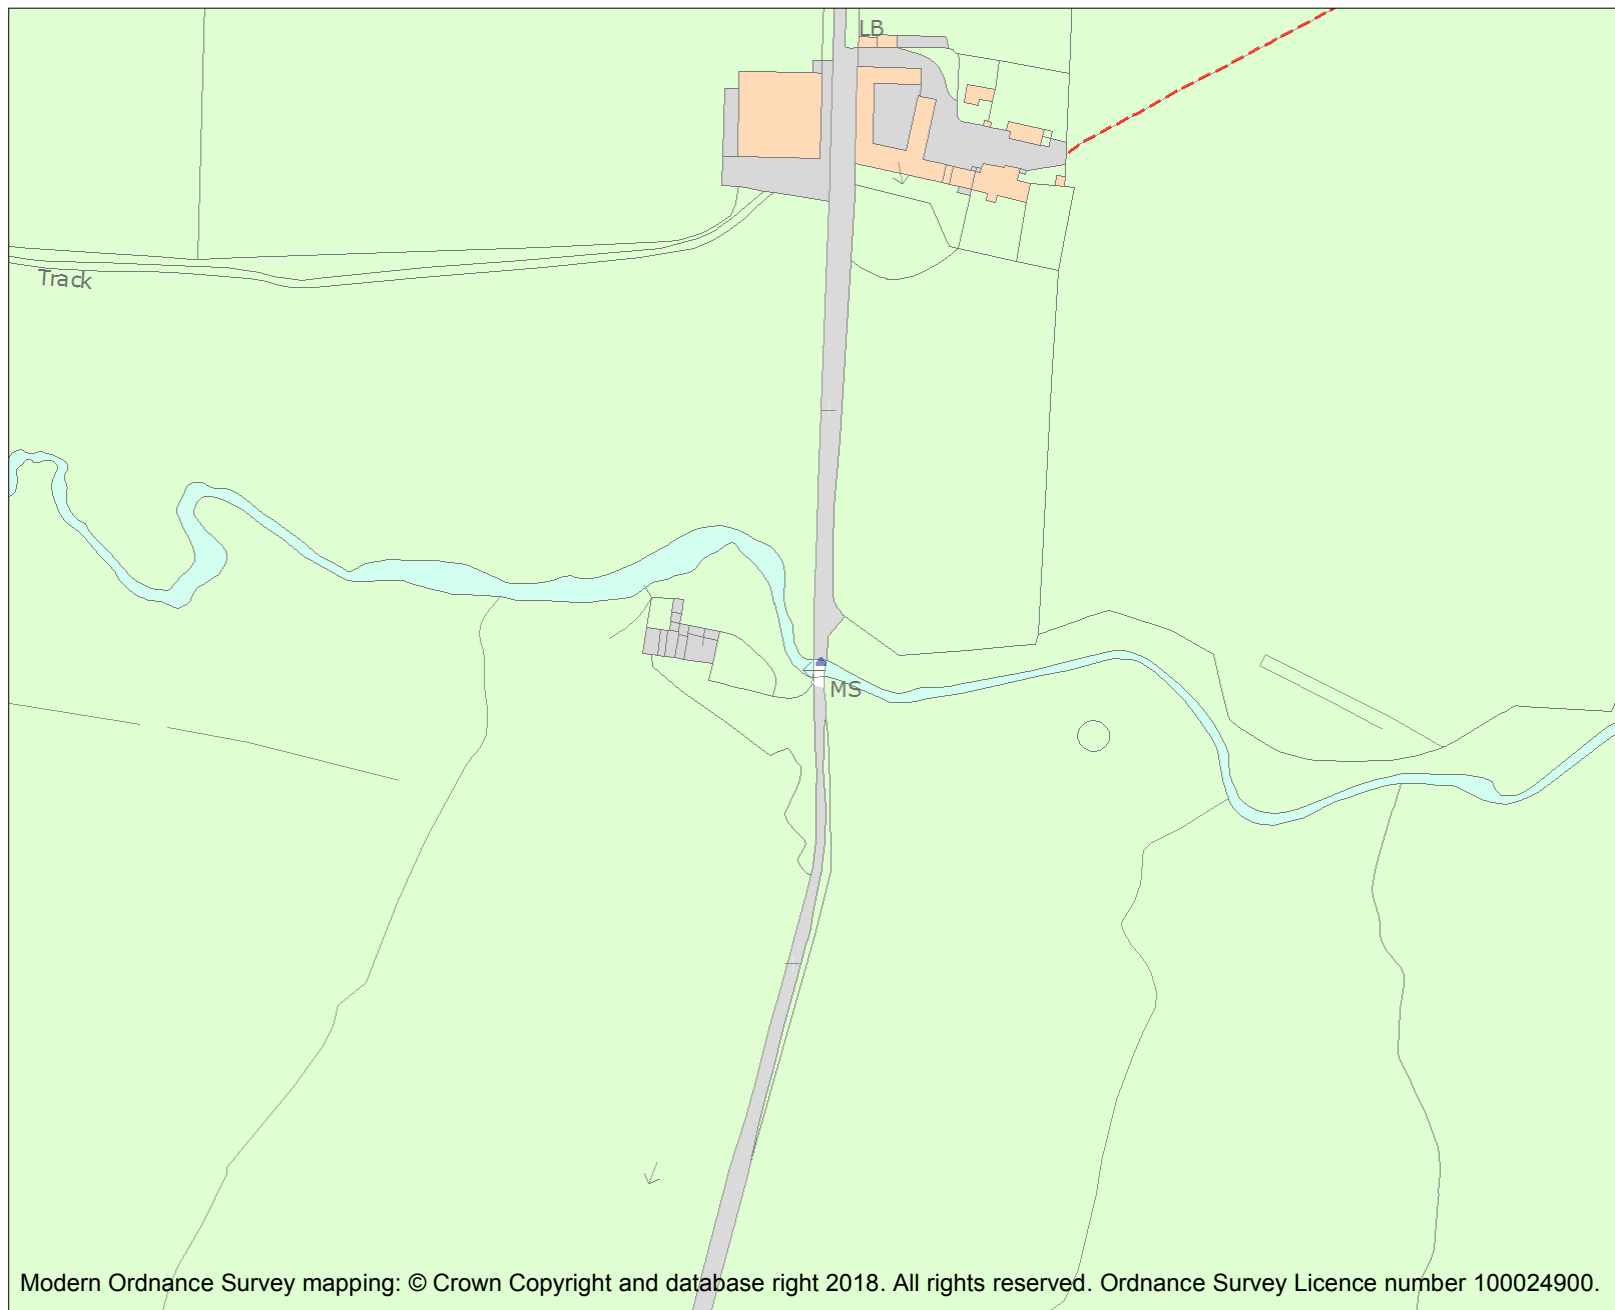 LB
Track
MS
Modern Ordnance Survey mapping: © Crown Copyright and database right 2018. All rights reserved. Ordnance Survey Licence number 100024900.